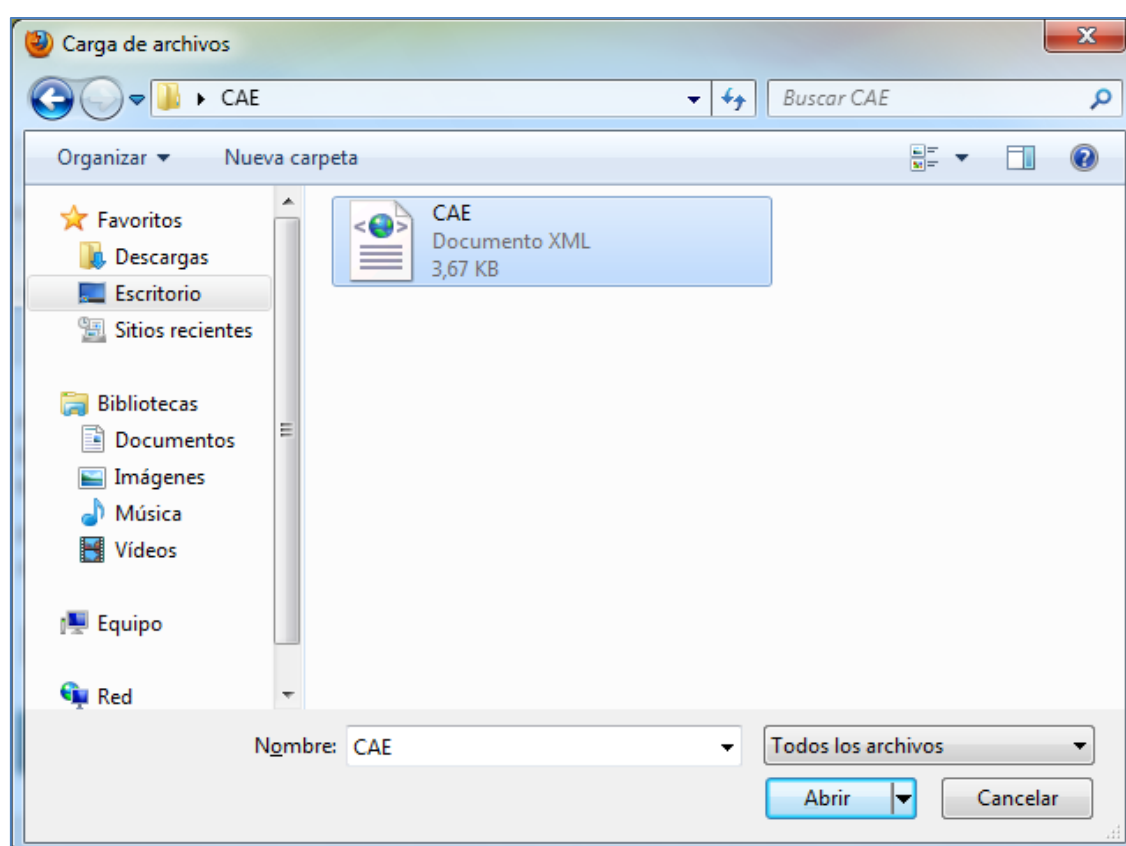 Carga de archivos
CAE
Buscar CAE
Organizar
Nueva carpeta
Favoritos
Descargas
Escritorio
Sitios recientes
Bibliotecas
Documentos
Imágenes
Música
Vídeos
Equipo
Red
CAE
Documento XML
3,67 KB
Nombre: CAE
Todos los archivos
Abrir
Cancelar